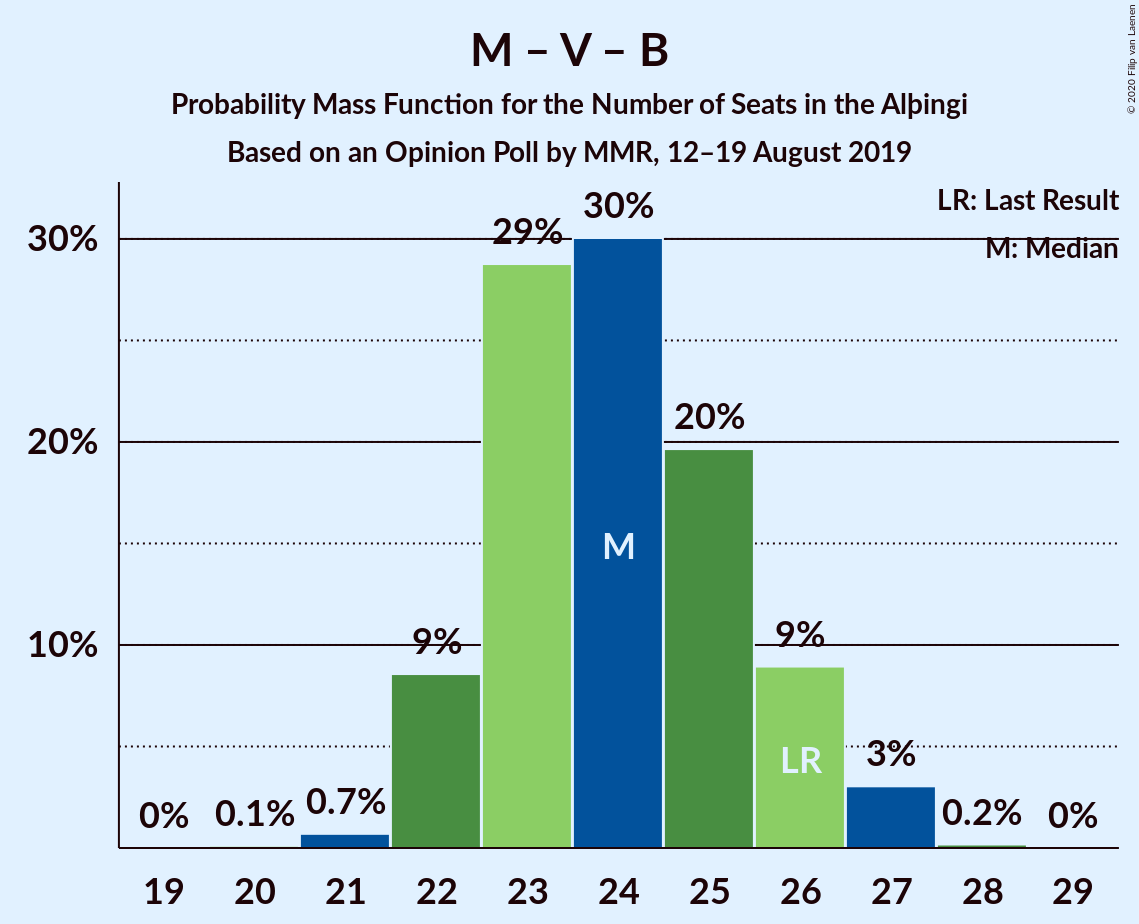 M – V – B
Probability Mass Function for the Number of Seats in the Alþingi
Based on an Opinion Poll by MMR, 12–19 August 2019
© 2020 Filip van Laenen
LR: Last Result
M: Median
30%
20%
10%
0%
0.1%
0.7%
9%
29%
30%
20%
9%
3%
0.2%
0%
M
LR
19 20 21 22 23 24 25 26 27 28 29